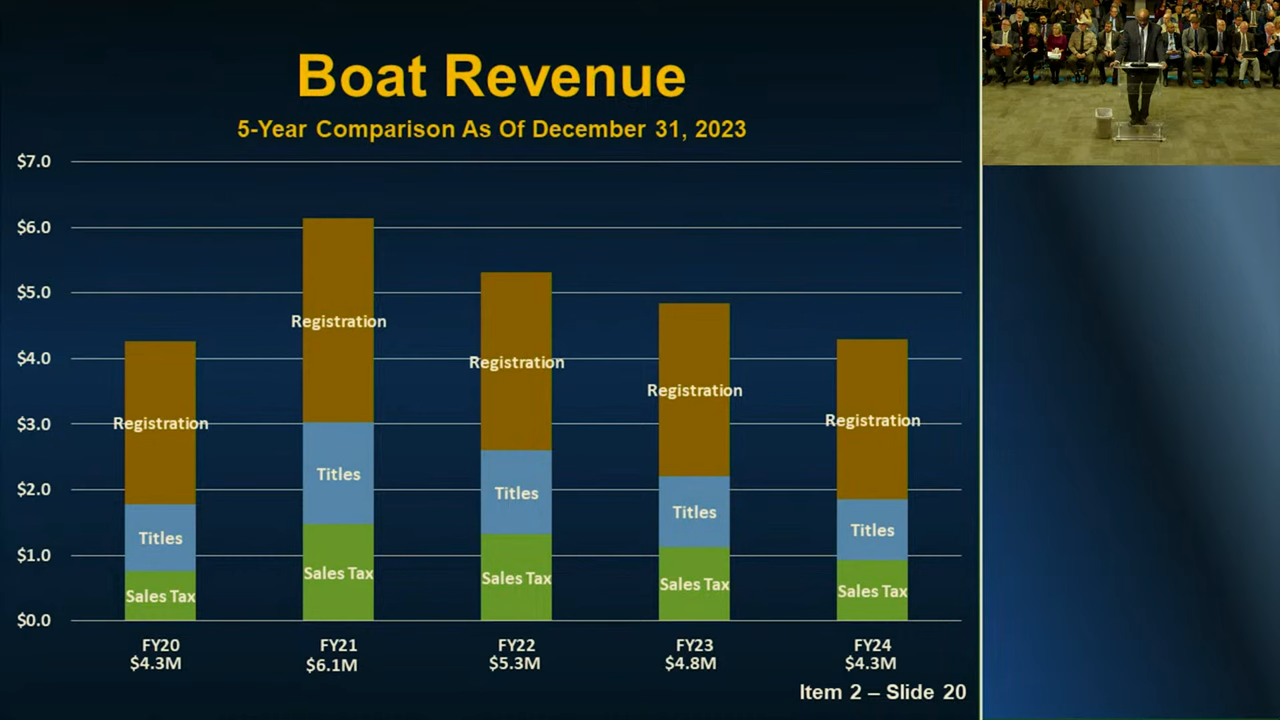 Boat Revenue
5-Year Comparison As Of December 31, 2023
$7.0
$6.0
$5.0
$4.0
$3.0
$2.0
$1.0
$0.0
Registration
Titles
Sales Tax
Registration
Titles
Sales Tax
Registration
Titles
Sales Tax
Registration
Titles
Sales Tax
Registration
Titles
Sales Tax
FY20
$4.3M
FY21
$6.1M
FY22
$5.3M
FY23
$4.8M
FY24
$4.3M
Item 2 – Slide 20